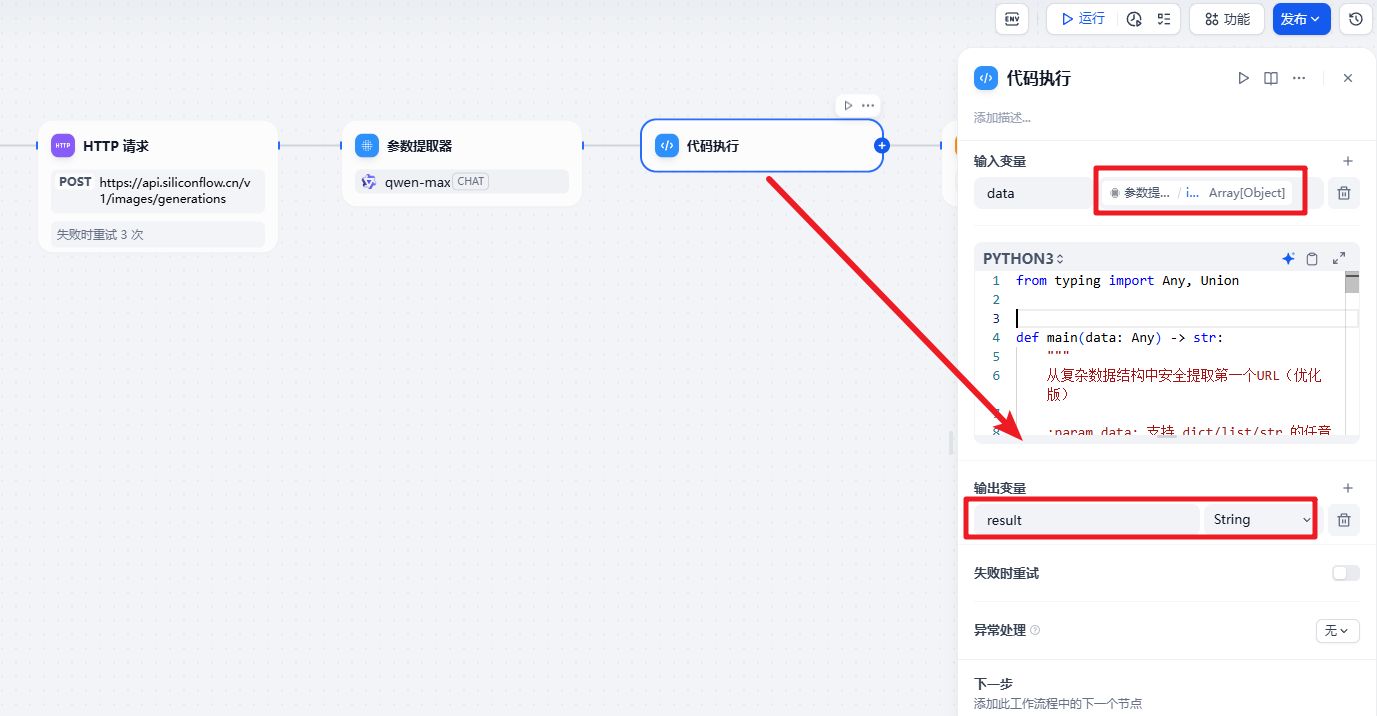 ENV
运行
功能
发布
HTTP
HTTP 请求
POST https://api.siliconflow.cn/v
1/images/generations
失败时重试 3 次
参数提取器
qwen-max CHAT
代码执行
代码执行
添加描述...
输入变量
data
参数提... / i... Array[Object]
PYTHON3
1 from typing import Any, Union
2
3
4 def main(data: Any) -> str:
5 """
6 从复杂数据结构中安全提取第一个URL（优化
版）
8 :param data: 支持 dict/list/str 的任意
输出变量
result String
失败时重试
异常处理
无
下一步
添加此工作流程中的下一个节点